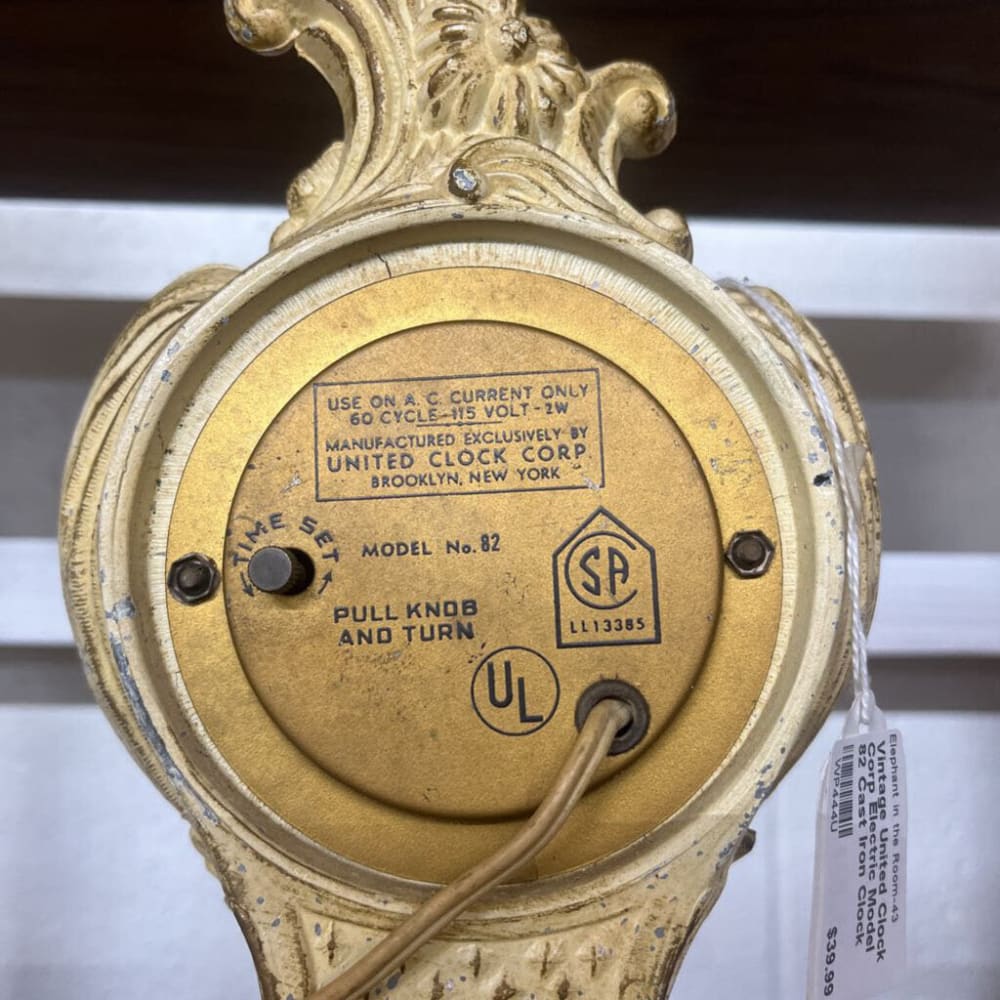 USE ON A. C. CURRENT ONLY
60 CYCLE-115 VOLT-2W
MANUFACTURED EXCLUSIVELY BY
UNITED CLOCK CORP.
BROOKLYN, NEW YORK
TIME SET
MODEL No. 82
PULL KNOB
AND TURN
SA
LL13385
UL
Elephant in the Room-43
Vintage United Clock
Corp Electric Model
82 Cast Iron Clock
WP444U
$39.99